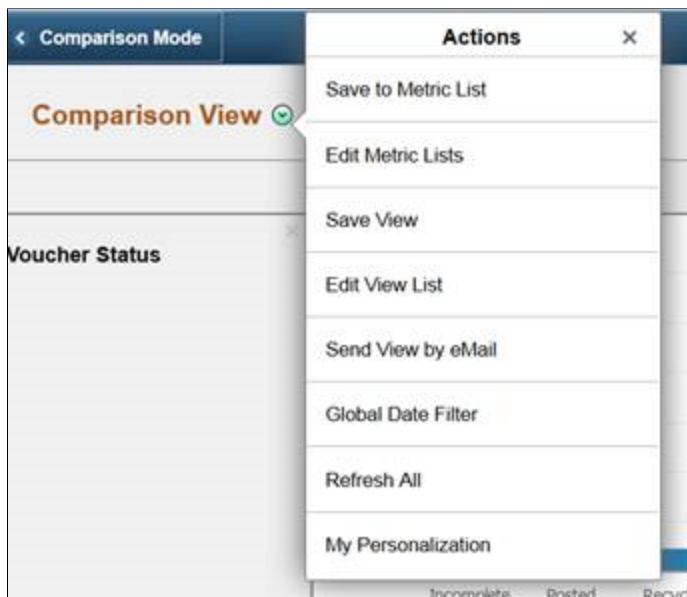 Comparison Mode
Actions
Save to Metric List
Comparison View
Edit Metric Lists
Save View
Voucher Status
Edit View List
Send View by eMail
Global Date Filter
Refresh All
My Personalization
Incomplete Posted